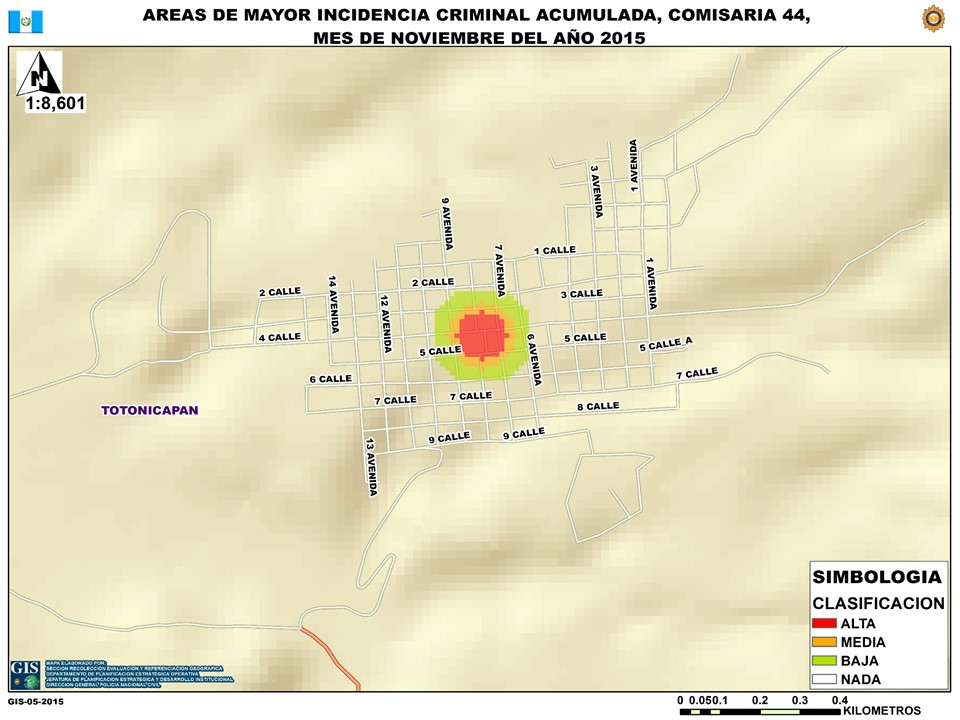 AREAS DE MAYOR INCIDENCIA CRIMINAL ACUMULADA, COMISARIA 44,
MES DE NOVIEMBRE DEL AÑO 2015
N
1:8,601
1 AVENIDA
3 AVENIDA
9 AVENIDA
7 AVENIDA
1 CALLE
1 AVENIDA
2 CALLE
2 CALLE
14 AVENIDA
12 AVENIDA
3 CALLE
4 CALLE
5 CALLE
6 AVENIDA
5 CALLE
5 CALLE A
6 CALLE
7 CALLE
7 CALLE
7 CALLE
8 CALLE
TOTONICAPAN
9 CALLE
9 CALLE
13 AVENIDA
SIMBOLOGIA
CLASIFICACION
ALTA
MEDIA
BAJA
NADA
GIS
MAPA ELABORADO POR:
SECCION RECOLECCION EVALUACION Y REFERENCIACION GEOGRAFICA
DEPARTAMENTO DE PLANIFICACION ESTRATEGICA OPERATIVA
JEFATURA DE PLANIFICACION ESTRATEGICA Y DESARROLLO INSTITUCIONAL
DIRECCION GENERAL POLICIA NACIONAL CIVIL
GIS-05-2015
0 0.050.1 0.2 0.3 0.4
KILOMETROS